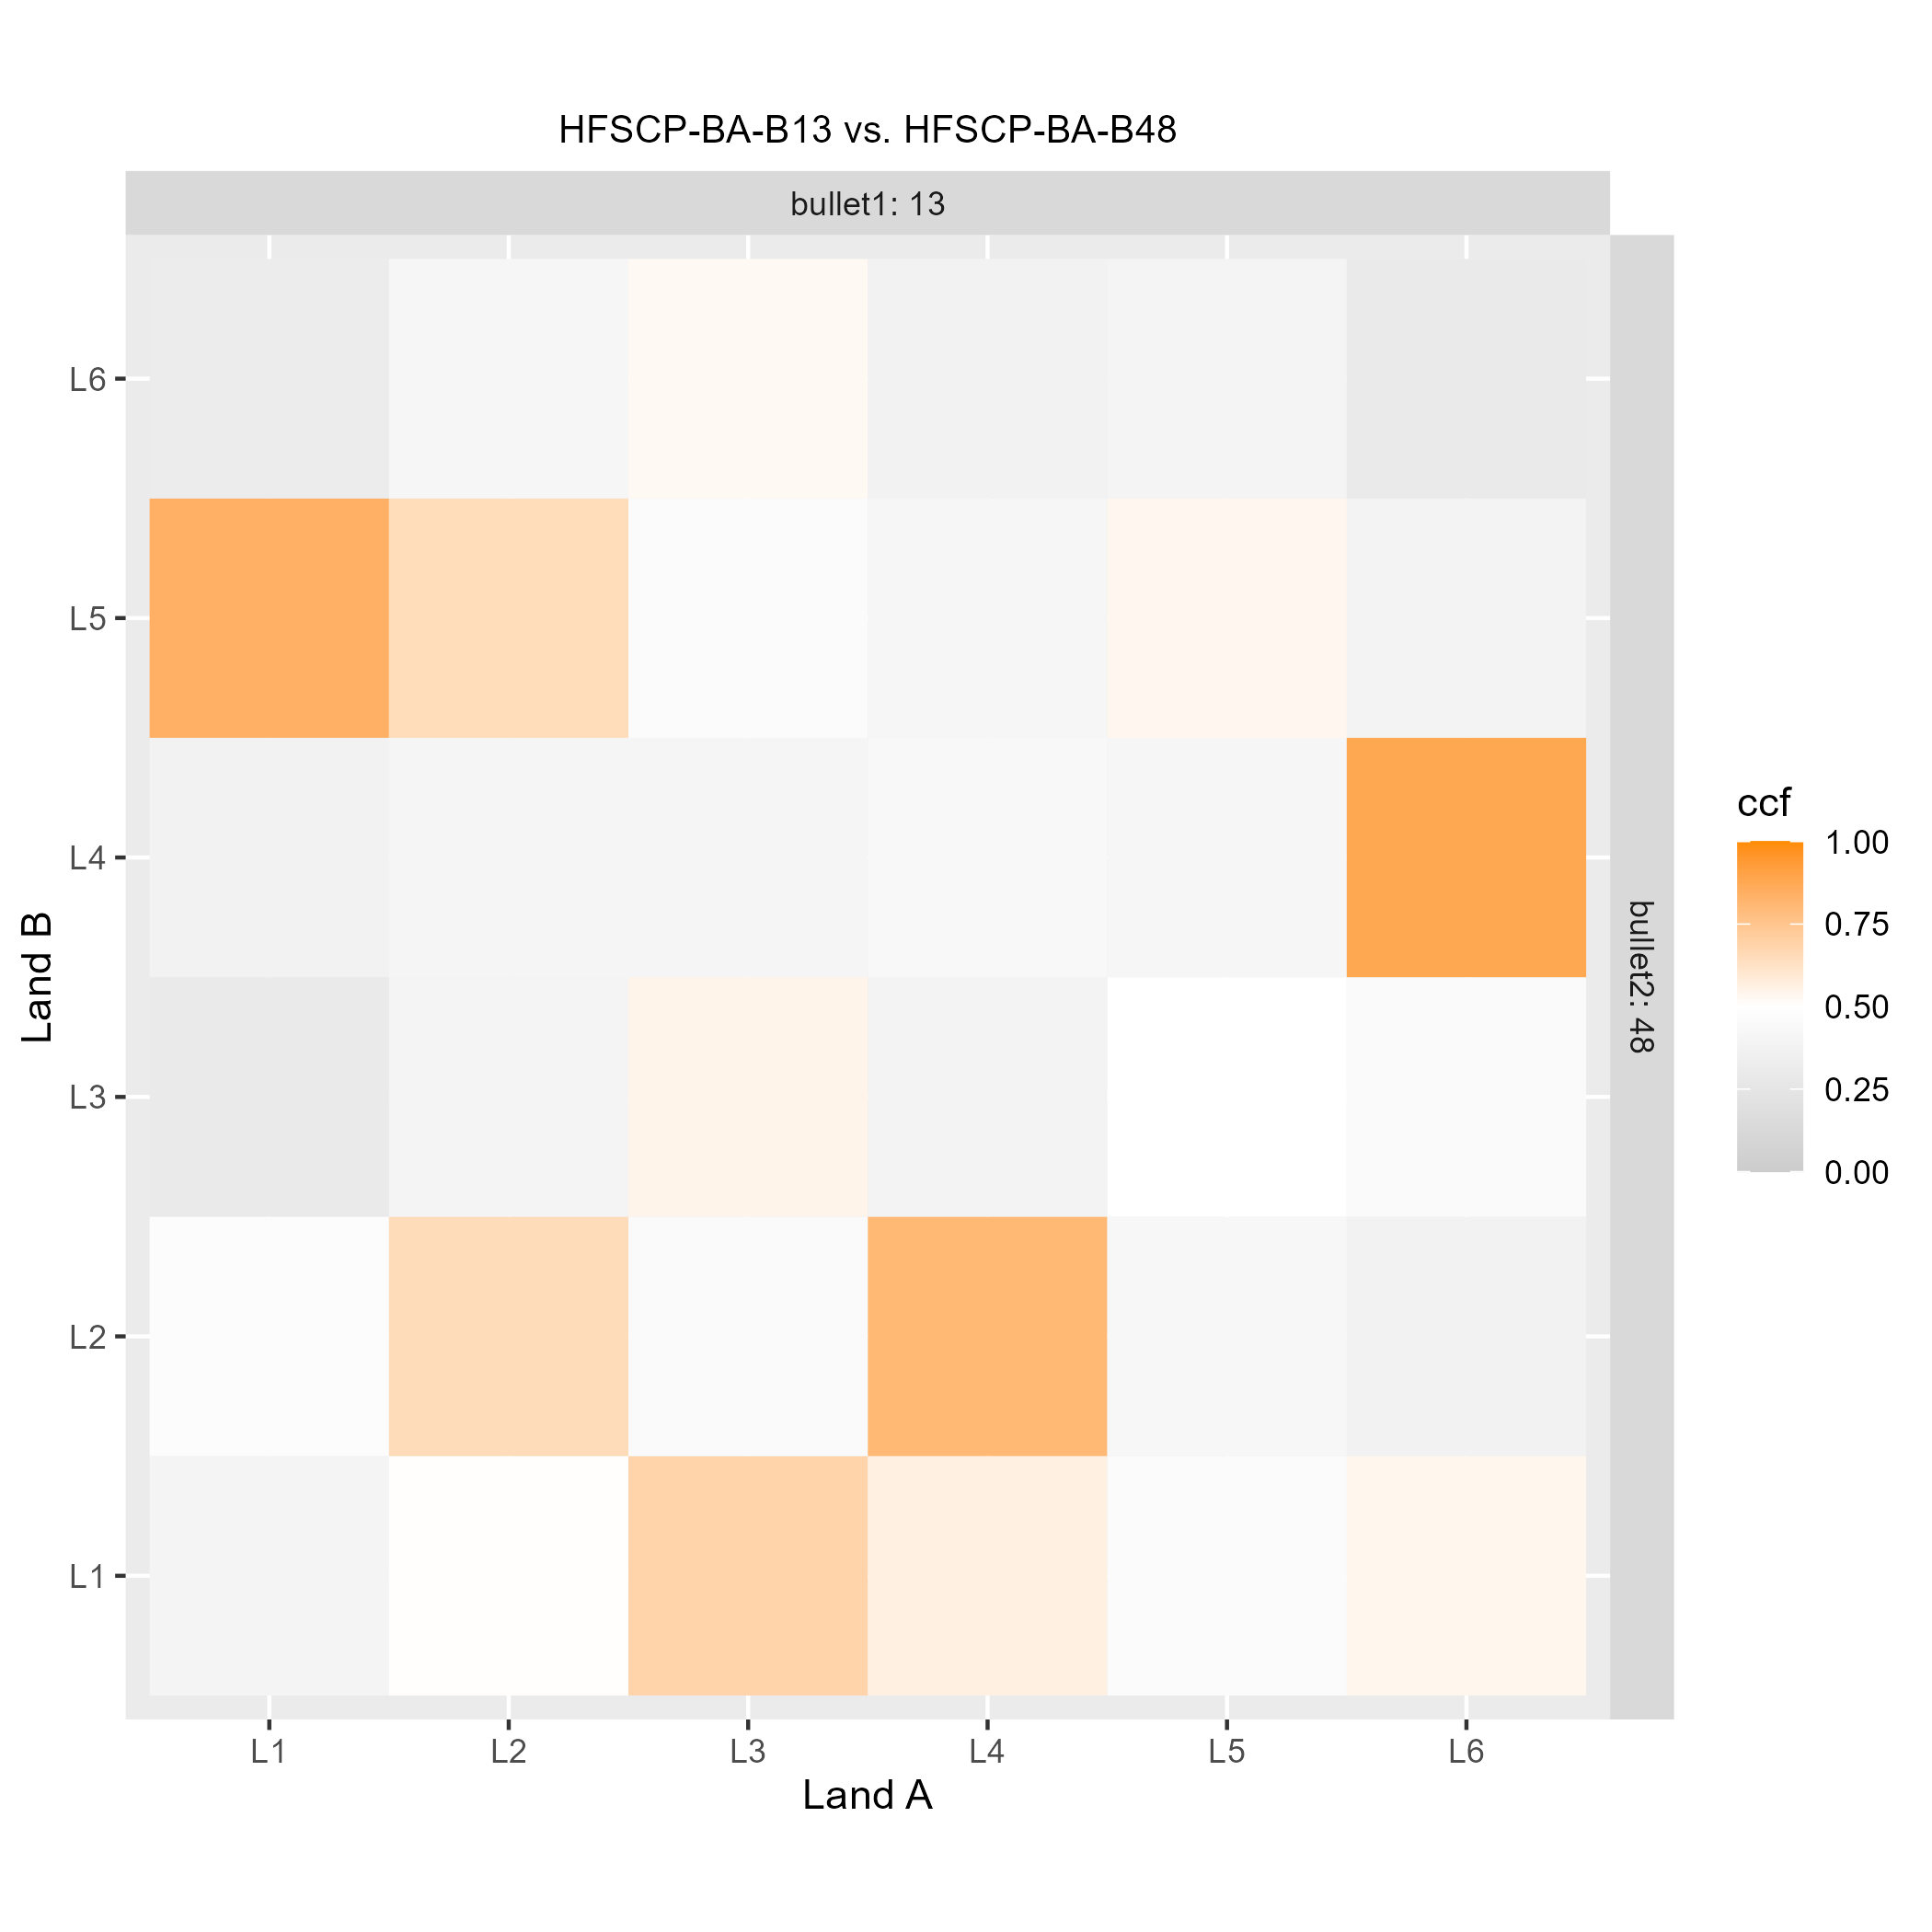 HFSCP-BA-B13 vs. HFSCP-BA-B48
bullet1: 13
L6
L5
L4
L3
L2
L1
Land B
bullet2: 48
ccf
1.00
0.75
0.50
0.25
0.00
L1 L2 L3 L4 L5 L6
Land A